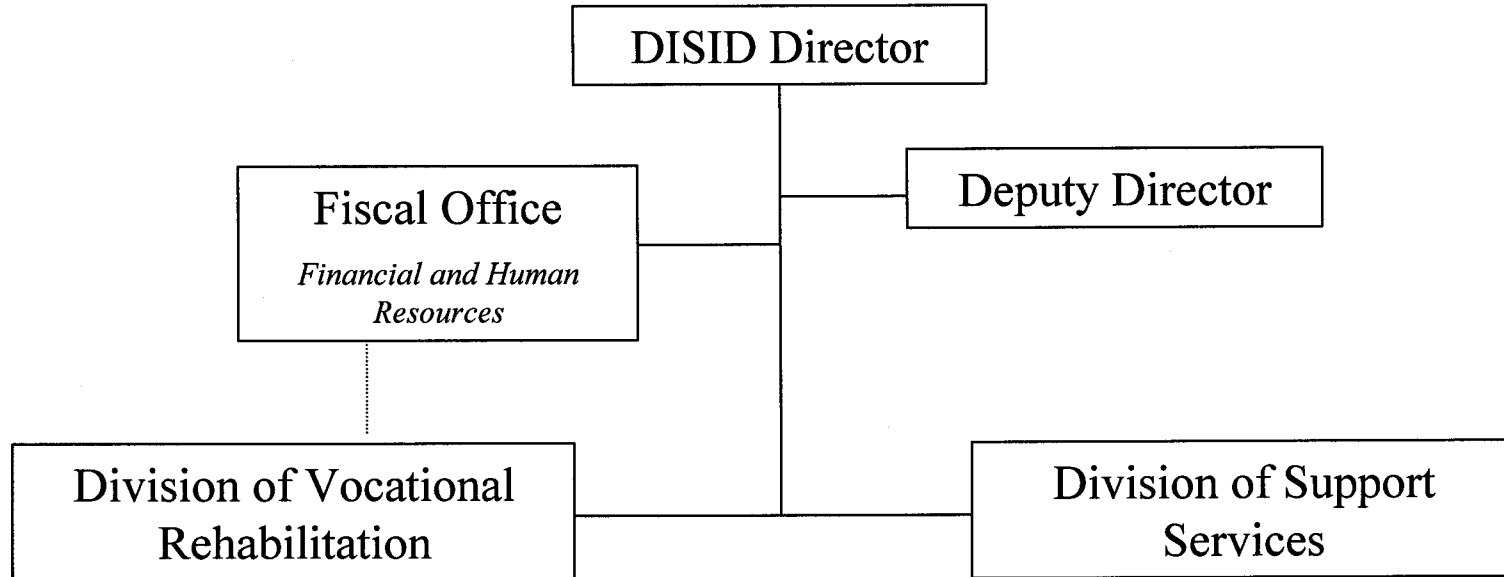 DISID Director
Deputy Director
Fiscal Office
Financial and Human
Resources
Division of Vocational
Rehabilitation
Division of Support
Services